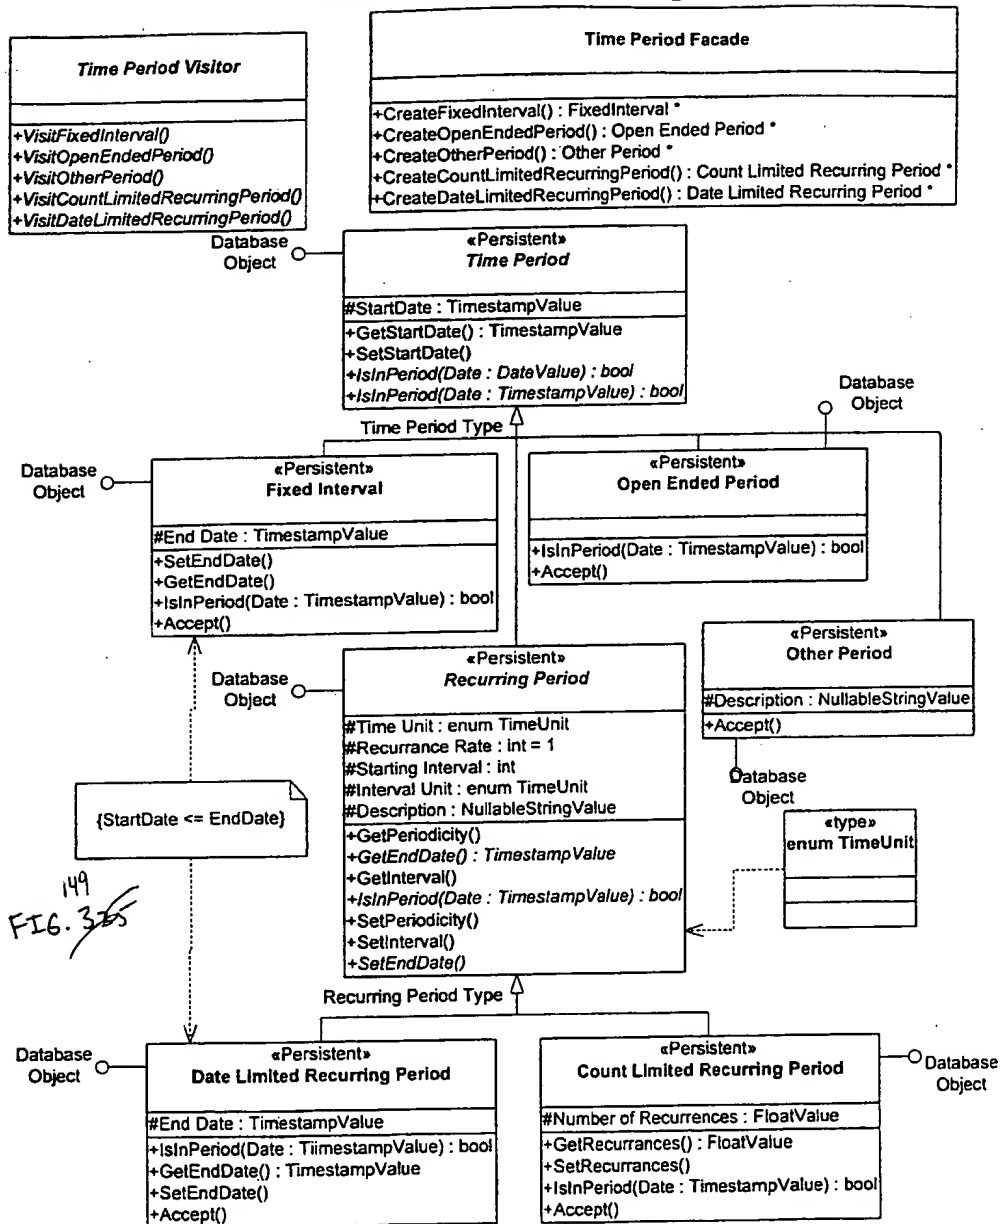 Time Period Visitor
+VisitFixedInterval()
+VisitOpenEndedPeriod()
+VisitOtherPeriod()
+VisitCountLimitedRecurringPeriod()
+VisitDateLimitedRecurringPeriod()
Time Period Facade
+CreateFixedInterval() : FixedInterval *
+CreateOpenEndedPeriod() : Open Ended Period *
+CreateOtherPeriod() : Other Period *
+CreateCountLimitedRecurringPeriod() : Count Limited Recurring Period *
+CreateDateLimitedRecurringPeriod() : Date Limited Recurring Period *
Database
Object
«Persistent»
Time Period
#StartDate : TimestampValue
+GetStartDate() : TimestampValue
+SetStartDate()
+IsInPeriod(Date : DateValue) : bool
+IsInPeriod(Date : TimestampValue) : bool
Time Period Type
Database
Object
Database
Object
«Persistent»
Fixed Interval
#End Date : TimestampValue
+SetEndDate()
+GetEndDate()
+IsInPeriod(Date : TimestampValue) : bool
+Accept()
«Persistent»
Open Ended Period
+IsInPeriod(Date : TimestampValue) : bool
+Accept()
«Persistent»
Other Period
#Description : NullableStringValue
+Accept()
Database
Object
Database
Object
«Persistent»
Recurring Period
#Time Unit : enum TimeUnit
#Recurrance Rate : int = 1
#Starting Interval : int
#Interval Unit : enum TimeUnit
#Description : NullableStringValue
+GetPeriodicity()
+GetEndDate() : TimestampValue
+GetInterval()
+IsInPeriod(Date : TimestampValue) : bool
+SetPeriodicity()
+SetInterval()
+SetEndDate()
{StartDate <= EndDate}
«type»
enum TimeUnit
149
FIG. 335
Recurring Period Type
Database
Object
«Persistent»
Date Limited Recurring Period
#End Date : TimestampValue
+IsInPeriod(Date : TiimestampValue) : bool
+GetEndDate() : TimestampValue
+SetEndDate()
+Accept()
«Persistent»
Count Limited Recurring Period
#Number of Recurrences : FloatValue
+GetRecurrances() : FloatValue
+SetRecurrances()
+IsInPeriod(Date : TimestampValue) : bool
+Accept()
Database
Object